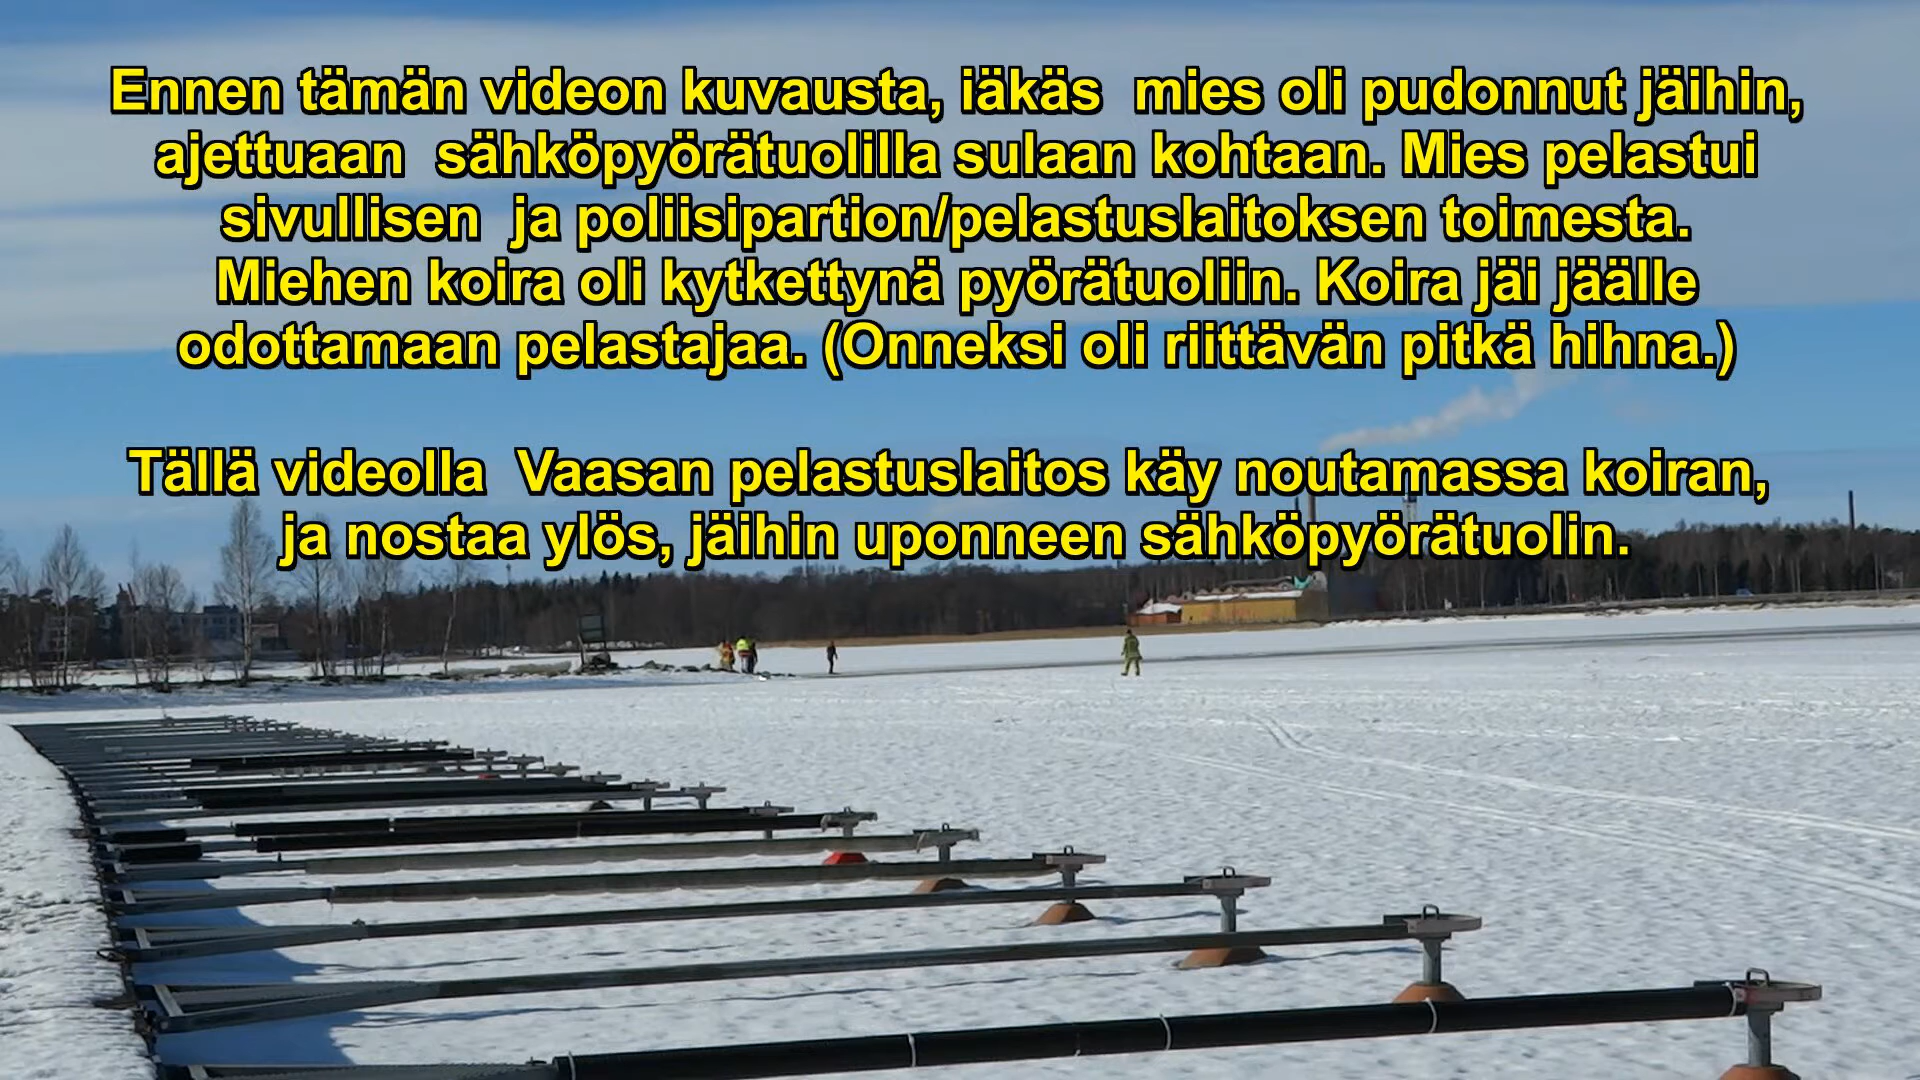 Ennen tämän videon kuvausta, iäkäs  mies oli pudonnut jäihin,
ajettuaan  sähköpyörätuolilla sulaan kohtaan. Mies pelastui
sivullisen  ja poliisipartion/pelastuslaitoksen toimesta.
Miehen koira oli kytkettynä pyörätuoliin. Koira jäi jäälle
odottamaan pelastajaa. (Onneksi oli riittävän pitkä hihna.)
Tällä videolla  Vaasan pelastuslaitos käy noutamassa koiran,
ja nostaa ylös, jäihin uponneen sähköpyörätuolin.